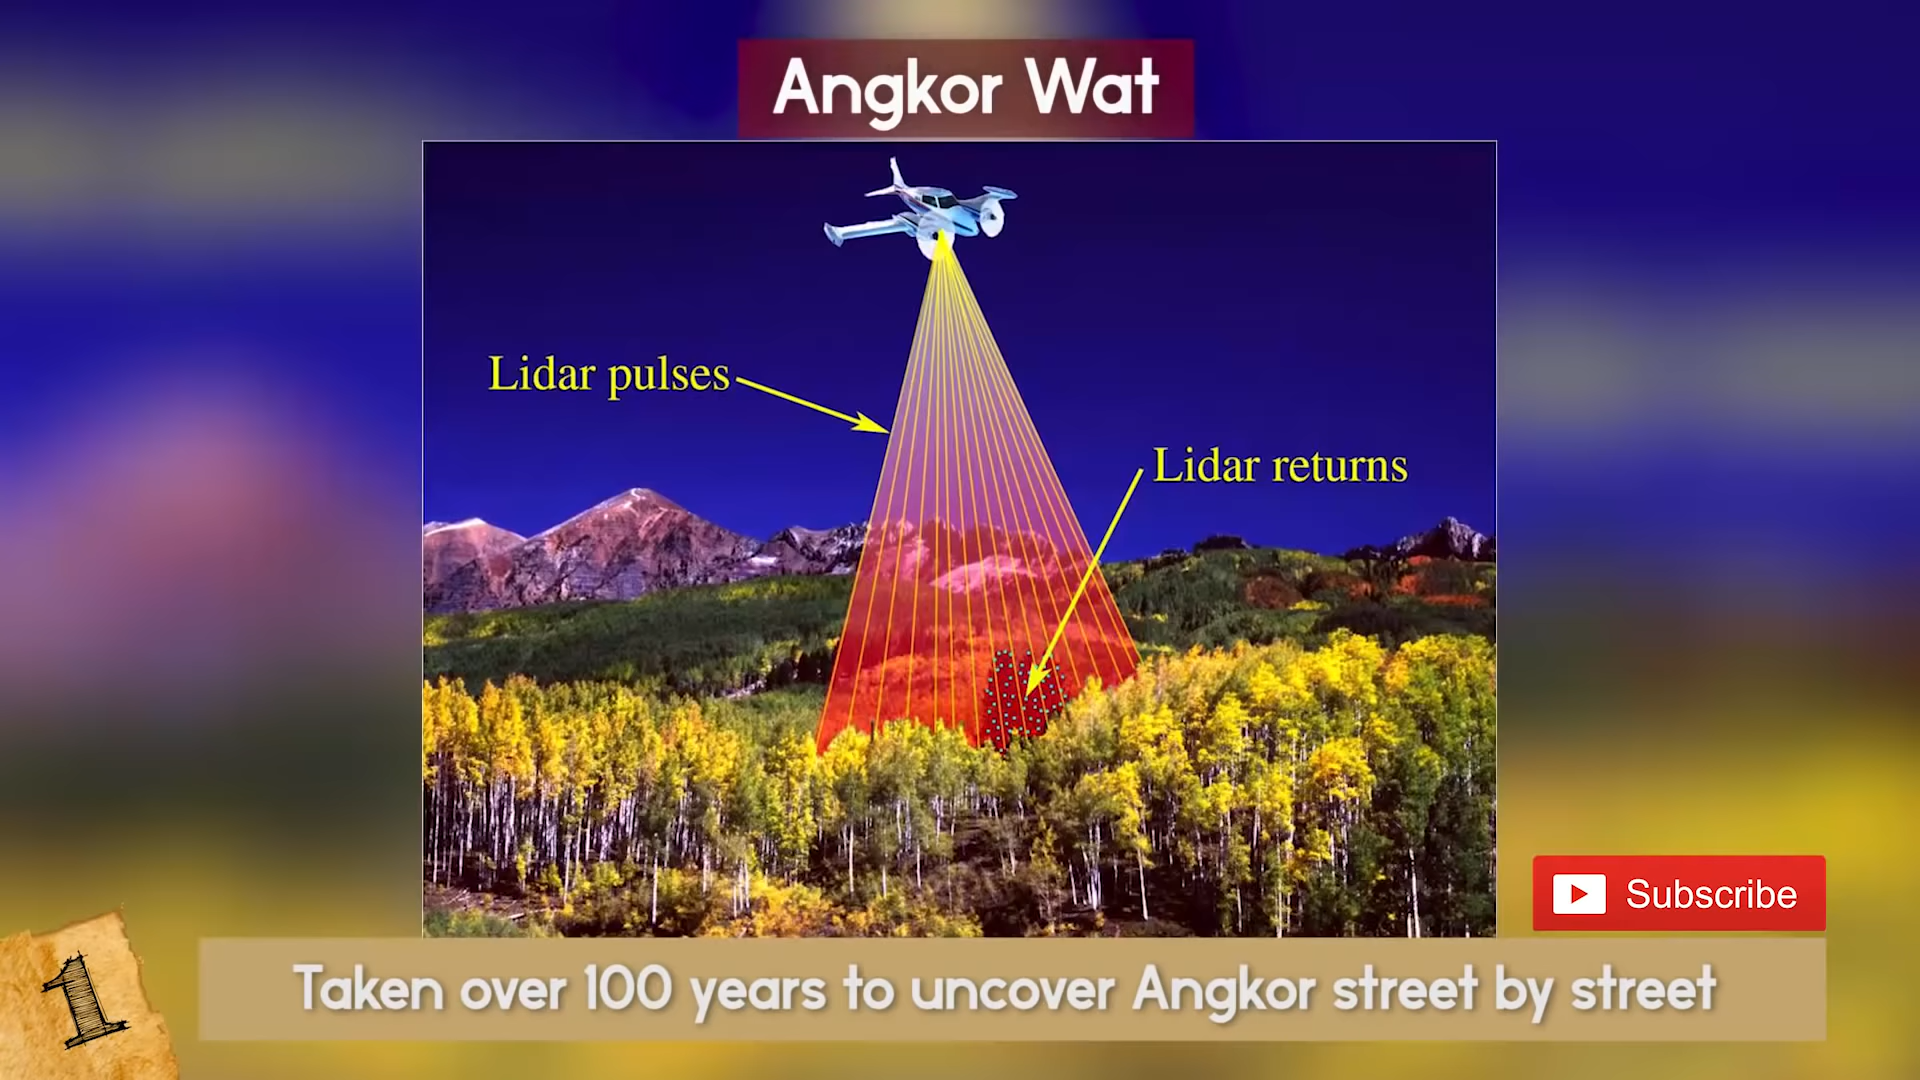 Angkor Wat
Lidar pulses
Lidar returns
Subscribe
1
Taken over 100 years to uncover Angkor street by street